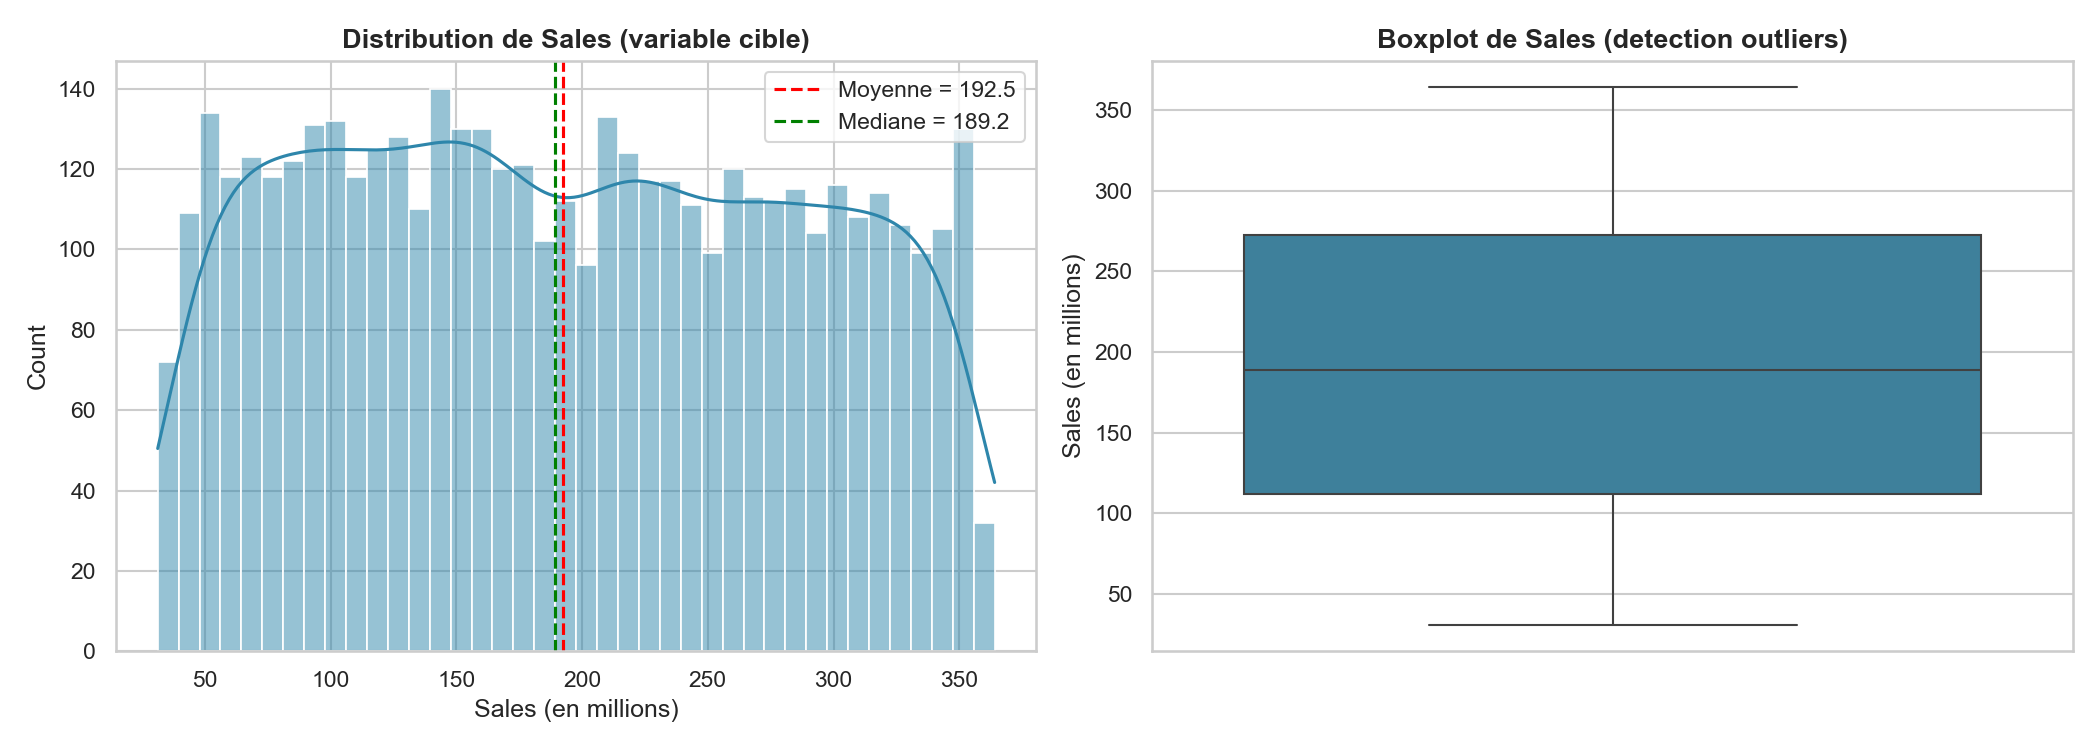 Distribution de Sales (variable cible)
140
120
100
80
60
40
20
0
Count
Moyenne = 192.5
Mediane = 189.2
50 100 150 200 250 300 350
Sales (en millions)
Boxplot de Sales (detection outliers)
350
300
250
200
150
100
50
Sales (en millions)